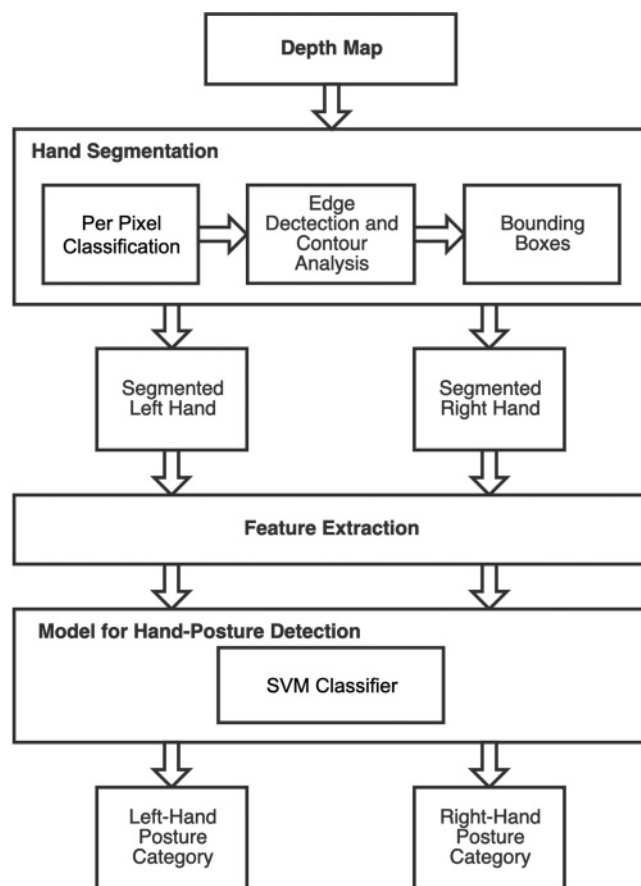 Depth Map
Hand Segmentation
Per Pixel
Classification
Edge
Dectection and
Contour
Analysis
Bounding
Boxes
Segmented
Left Hand
Segmented
Right Hand
Feature Extraction
Model for Hand-Posture Detection
SVM Classifier
Left-Hand
Posture
Category
Right-Hand
Posture
Category